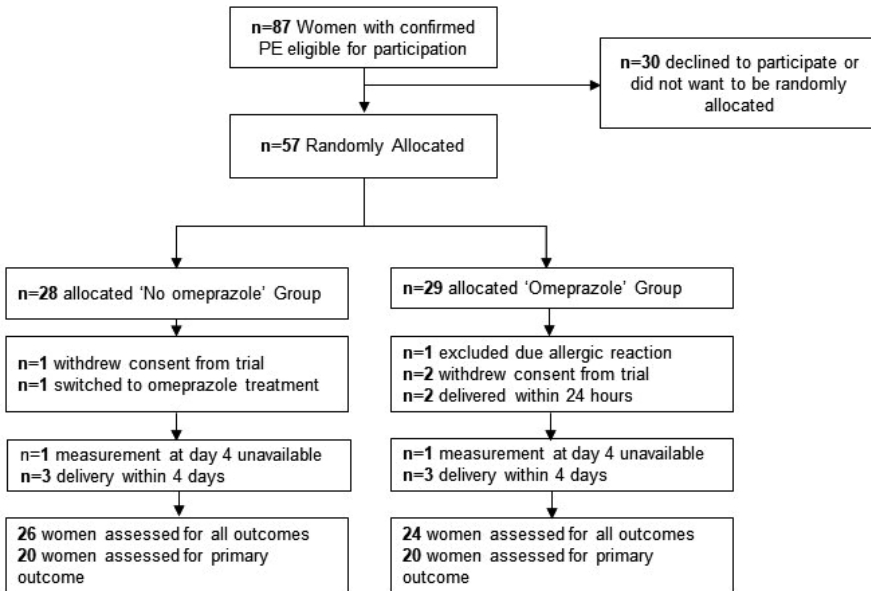 n=87 Women with confirmed
PE eligible for participation
n=30 declined to participate or
did not want to be randomly
allocated
n=57 Randomly Allocated
n=28 allocated ‘No omeprazole’ Group
n=29 allocated ‘Omeprazole’ Group
n=1 withdrew consent from trial
n=1 switched to omeprazole treatment
n=1 excluded due allergic reaction
n=2 withdrew consent from trial
n=2 delivered within 24 hours
n=1 measurement at day 4 unavailable
n=3 delivery within 4 days
n=1 measurement at day 4 unavailable
n=3 delivery within 4 days
26 women assessed for all outcomes
20 women assessed for primary
outcome
24 women assessed for all outcomes
20 women assessed for primary
outcome